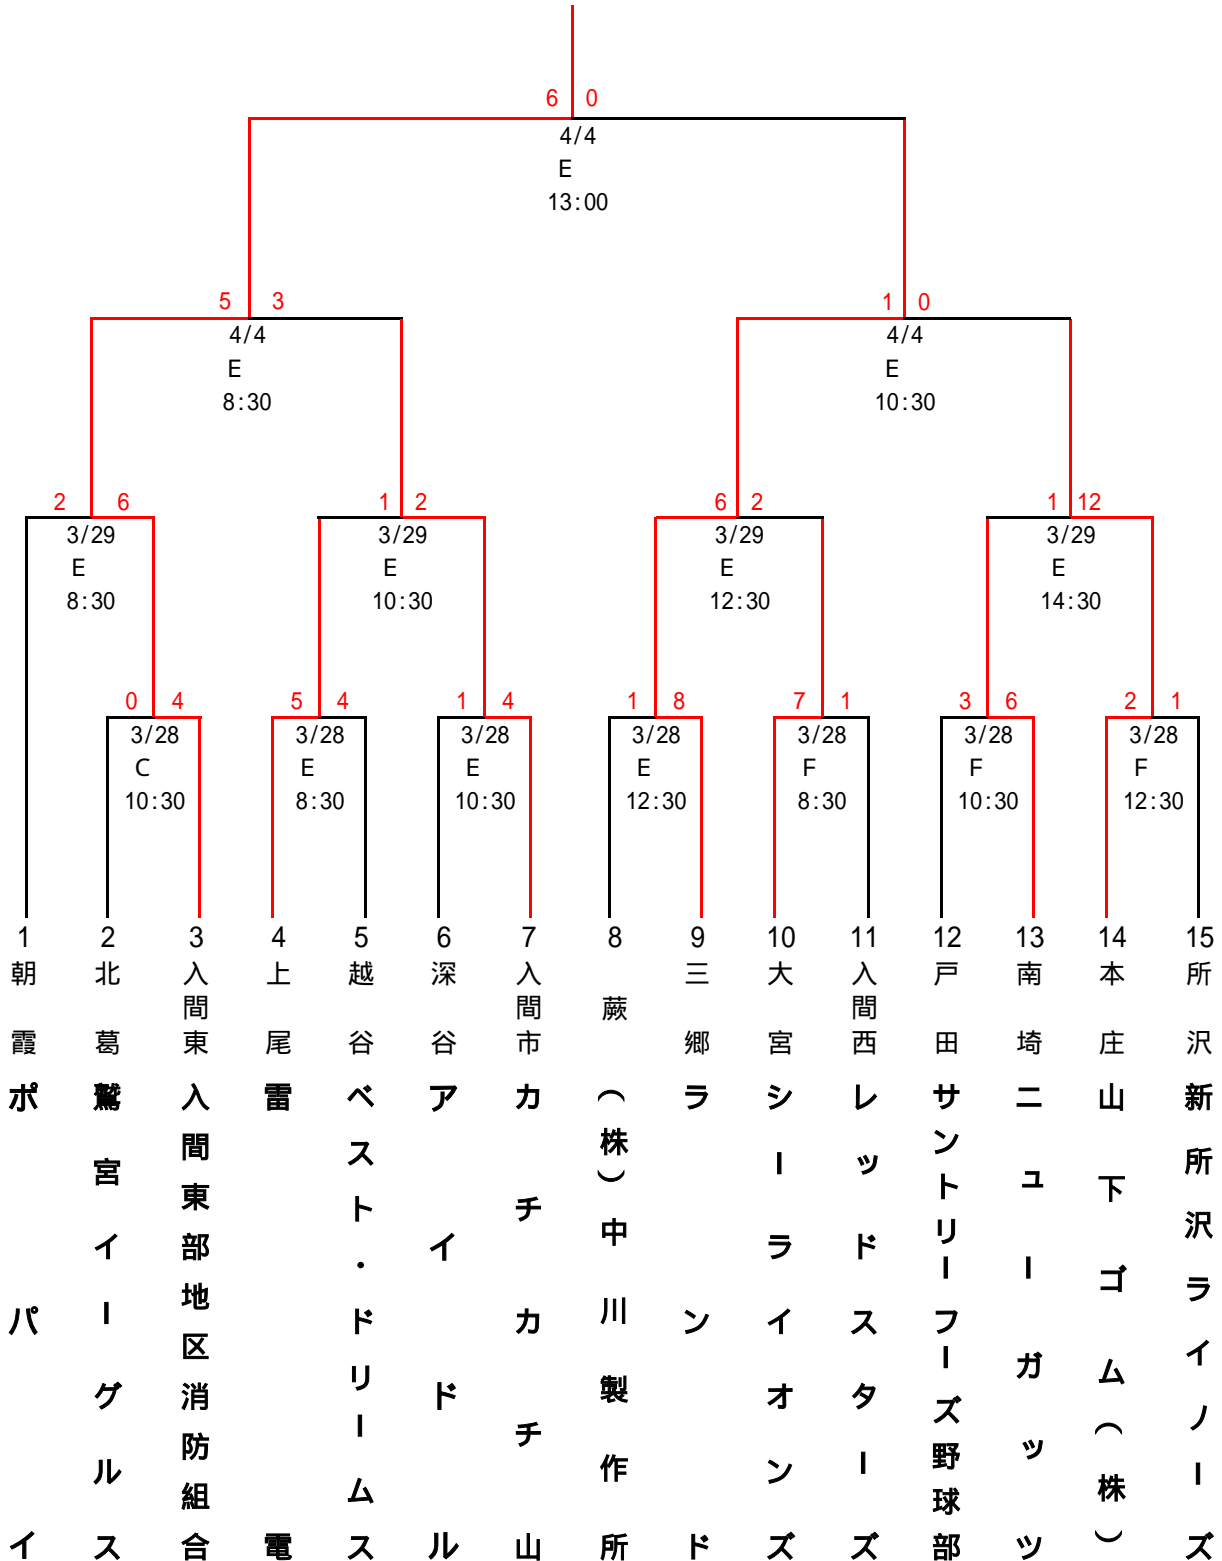 6 0
4/4
E
13:00
5 3
1 0
4/4
E
8:30
4/4
E
10:30
2 6
1 2
6 2
1 12
3/29
E
8:30
3/29
E
10:30
3/29
E
12:30
3/29
E
14:30
0 4
5 4
1 4
1 8
7 1
3 6
2 1
3/28
C
10:30
3/28
E
8:30
3/28
E
10:30
3/28
E
12:30
3/28
F
8:30
3/28
F
10:30
3/28
F
12:30
1
朝霞
ポパイ
2
北葛
鷲宮イーグルス
3
入間東
入間東部地区消防組合
4
上尾
雷電
5
越谷
ベスト・ドリームス
6
深谷
アイドル
7
入間市
カチカチ山
8
蕨
(株)中川製作所
9
三郷
ランド
10
大宮
シーライオンズ
11
入間西
レッドスターズ
12
戸田
サントリーフーズ野球部
13
南埼
ニューガッツ
14
本庄
山下ゴム(株)
15
所沢
新所沢ライノーズ